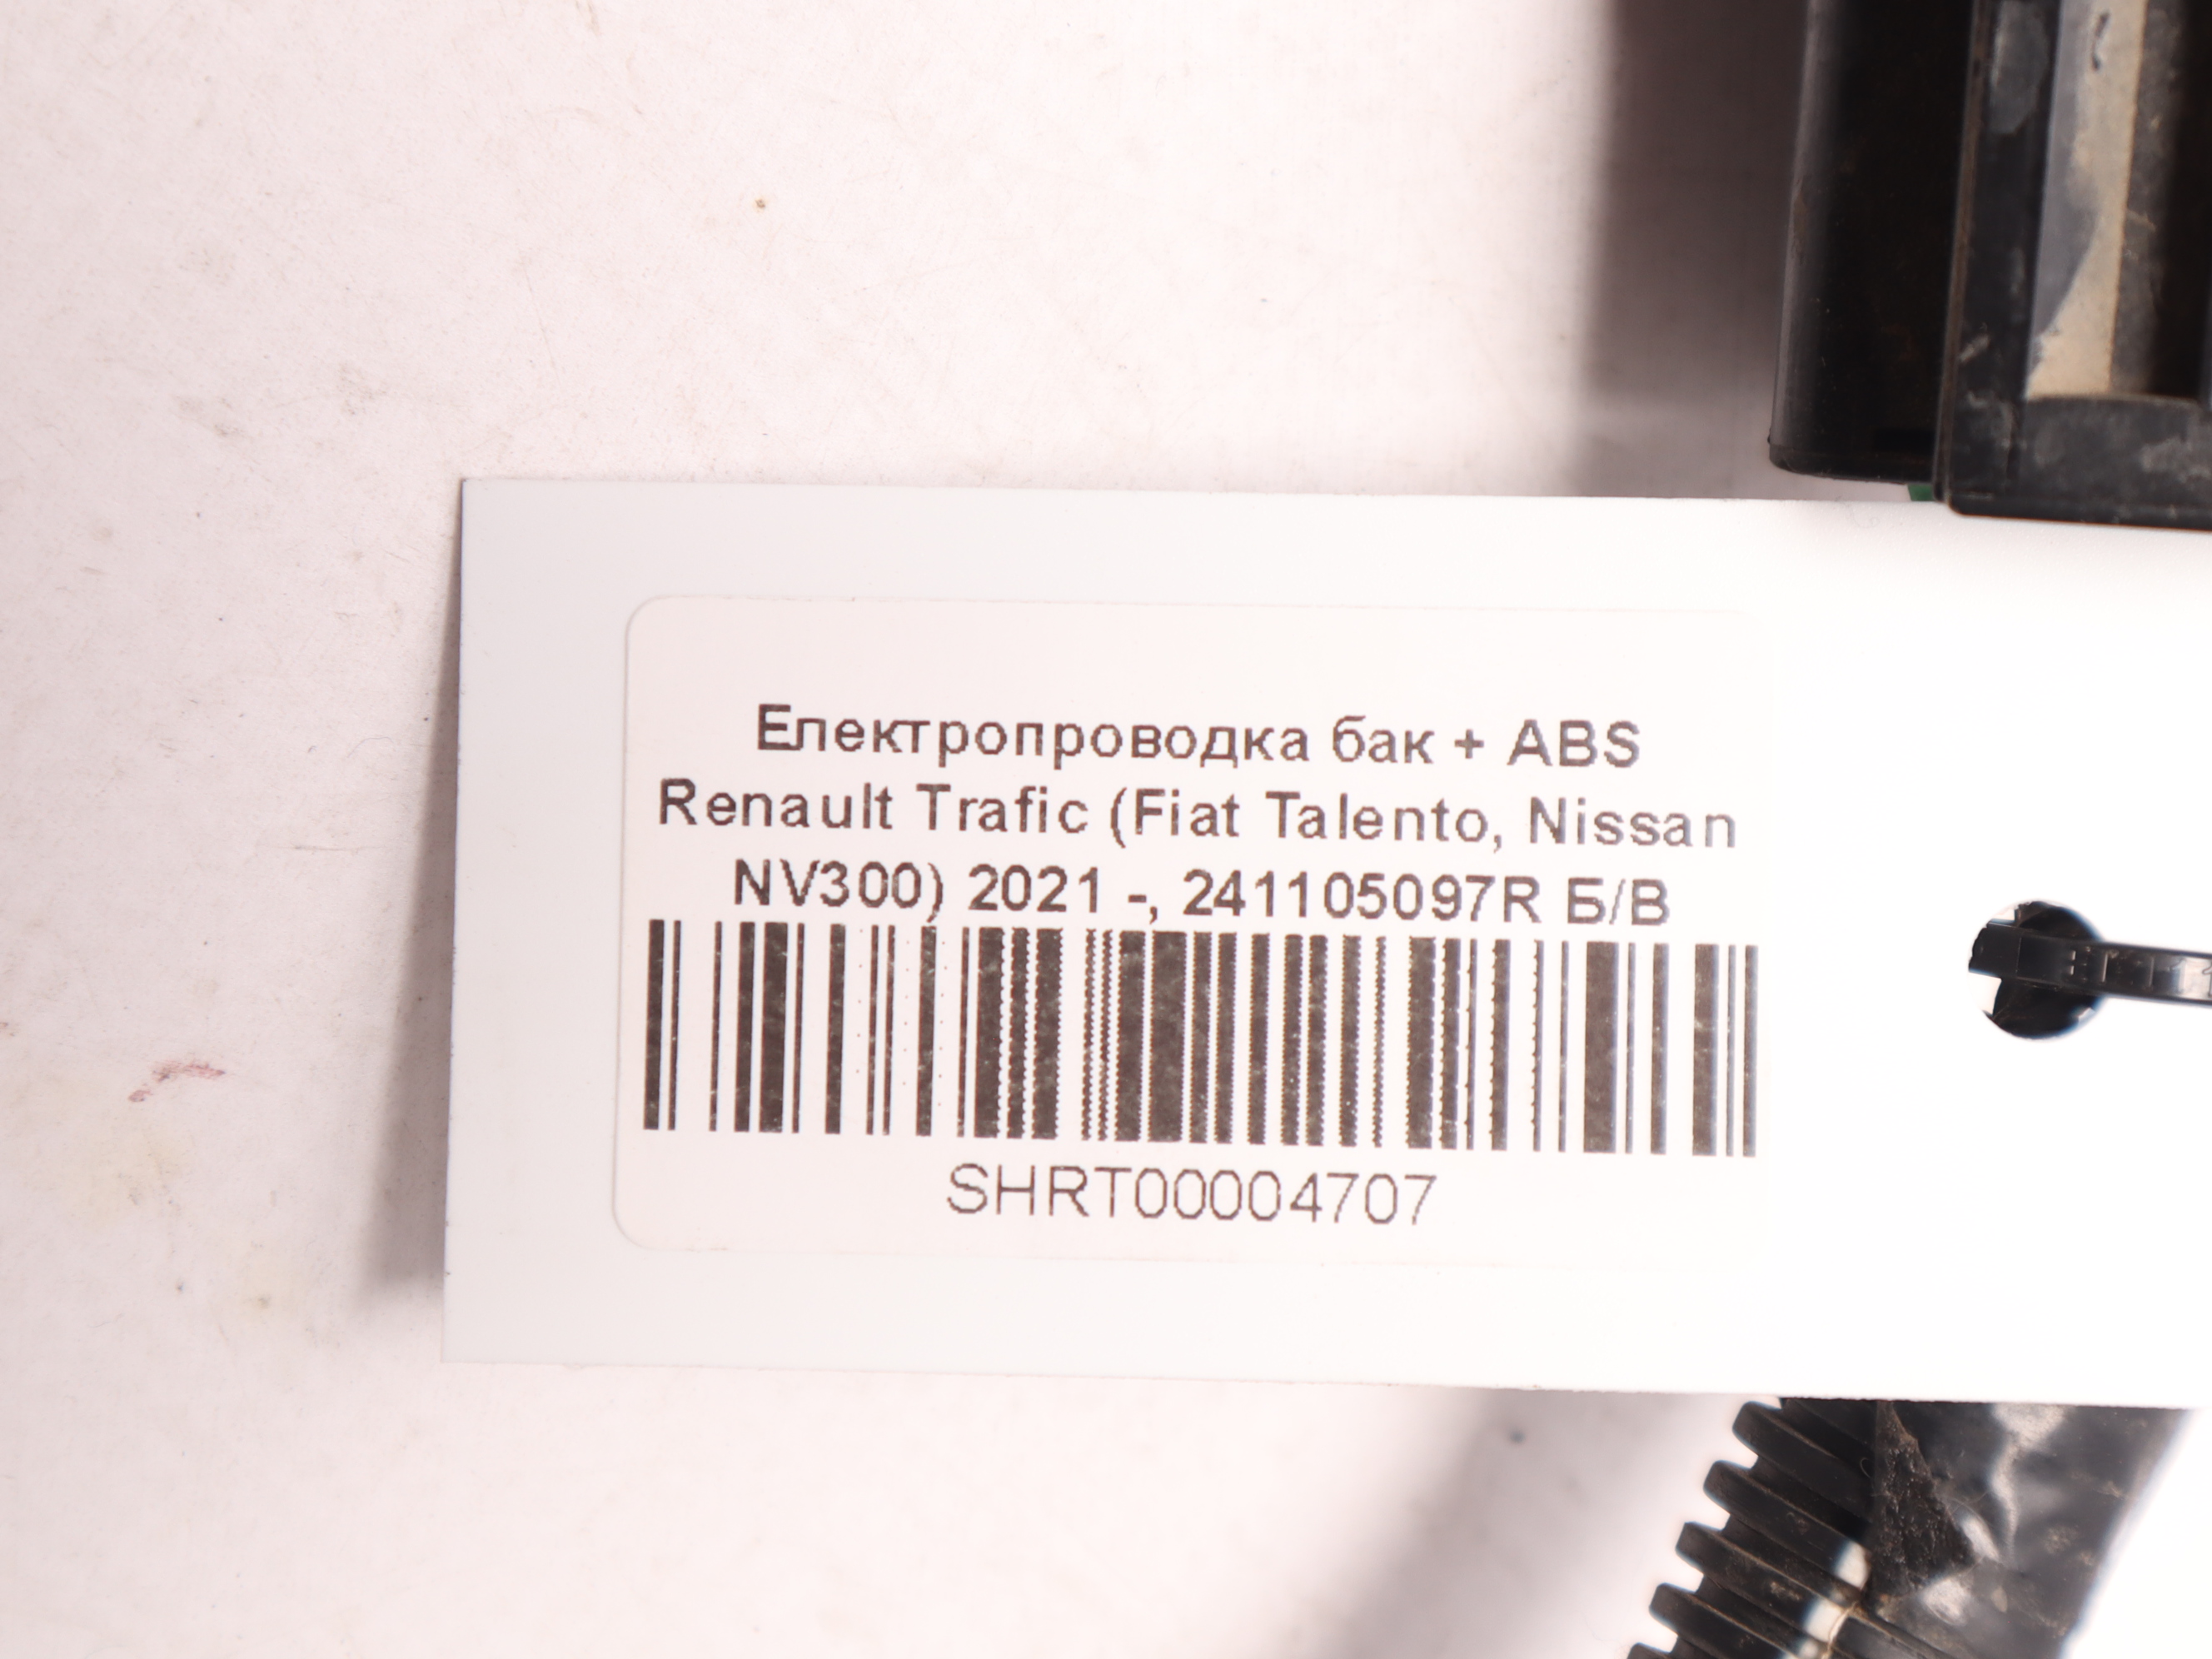 Електропроводка бак + ABS
Renault Trafic (Fiat Talento, Nissan
NV300) 2021 -, 241105097R Б/В
SHRT00004707